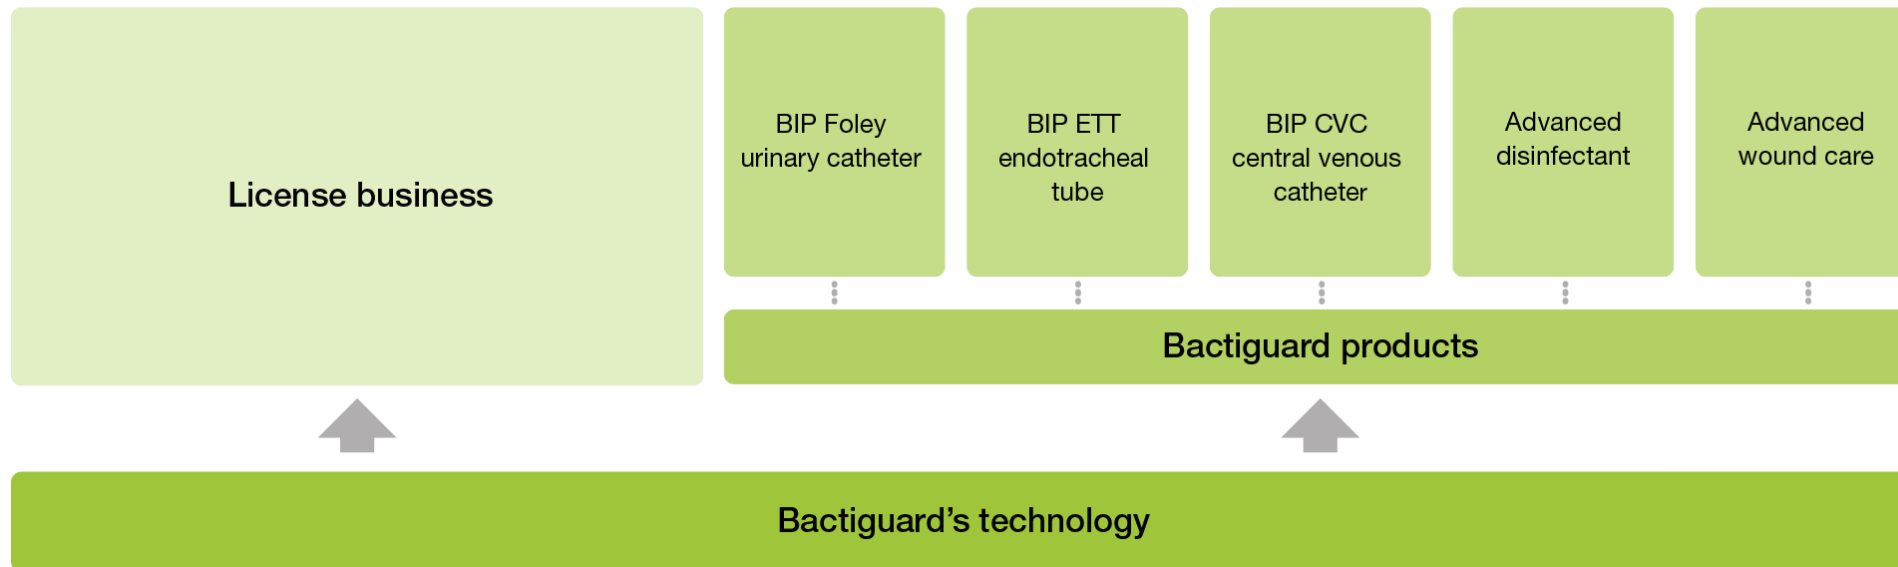 License business
BIP Foley
urinary catheter
BIP ETT
endotracheal
tube
BIP CVC
central venous
catheter
Advanced
disinfectant
Advanced
wound care
Bactiguard products
Bactiguard’s technology